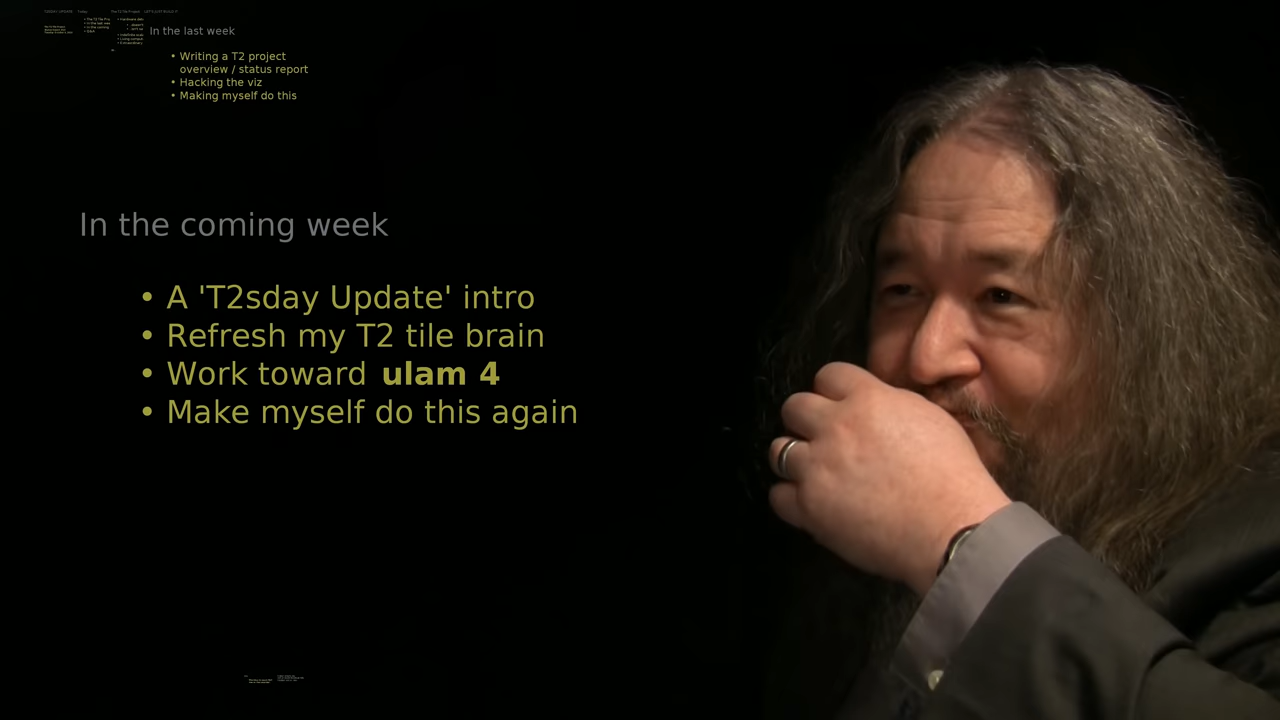 In the last week
• Writing a T2 project
overview / status report
• Hacking the viz
• Making myself do this
In the coming week
• A 'T2sday Update' intro
• Refresh my T2 tile brain
• Work toward ulam 4
• Make myself do this again